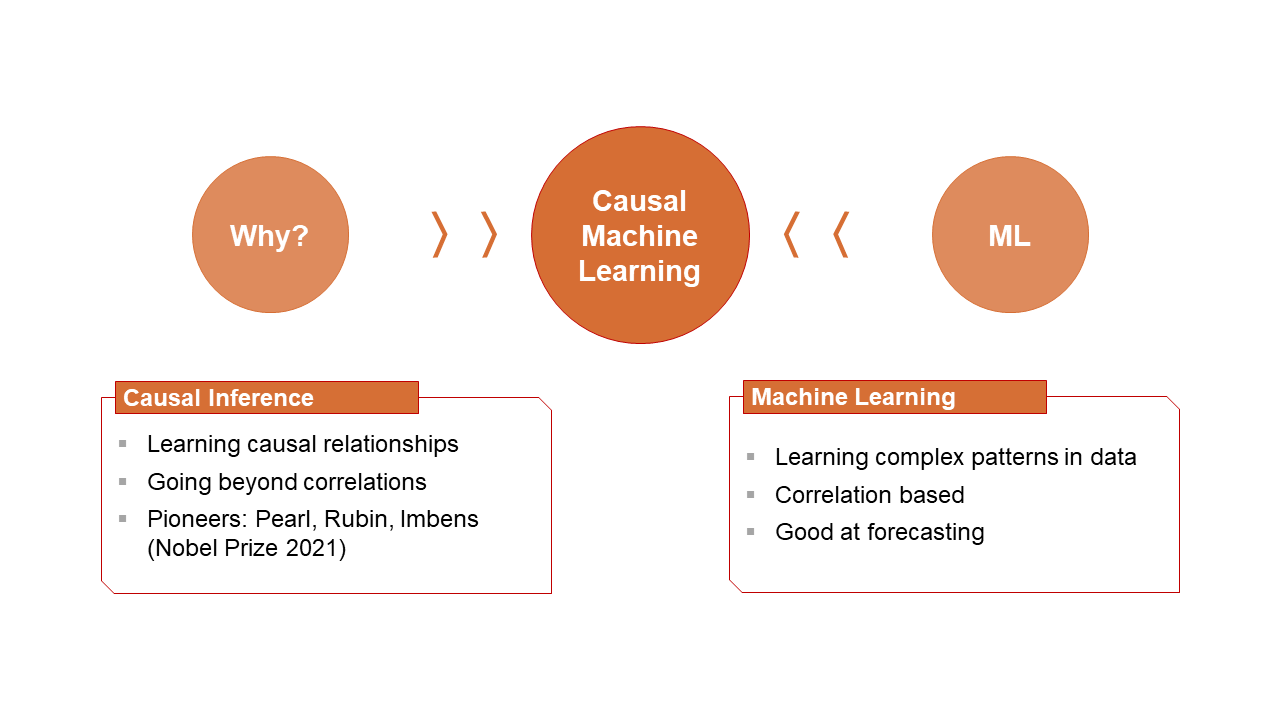 Why?
Causal
Machine
Learning
ML
Causal Inference
Learning causal relationships
Going beyond correlations
Pioneers: Pearl, Rubin, Imbens
(Nobel Prize 2021)
Machine Learning
Learning complex patterns in data
Correlation based
Good at forecasting